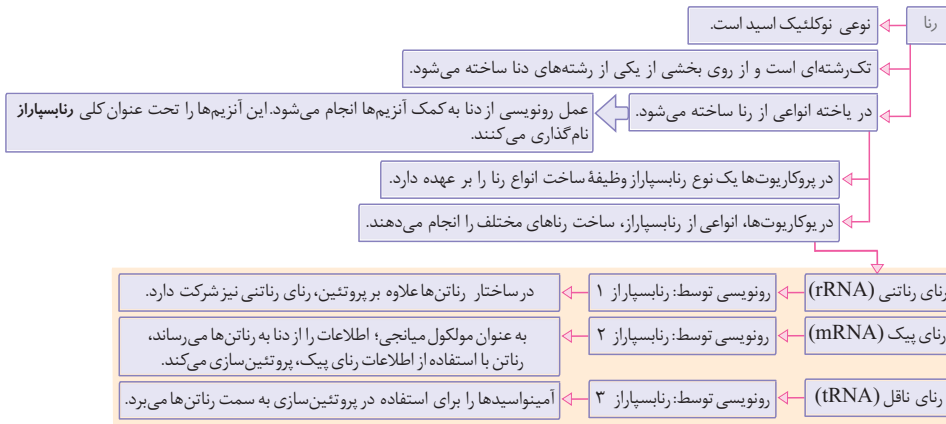 رنا
نوعی نوکلئیک اسید است.
تک‌رشته‌ای است و از روی بخشی از یکی از رشته‌های دنا ساخته می‌شود.
در یاخته انواعی از رنا ساخته می‌شود.
عمل رونویسی از دنا به کمک آنزیم‌ها انجام می‌شود. این آنزیم‌ها را تحت عنوان کلی رنابسپاراز
نام‌گذاری می‌کنند.
در پروکاریوت‌ها یک نوع رنابسپاراز وظیفهٔ ساخت انواع رنا را بر عهده دارد.
در یوکاریوت‌ها، انواعی از رنابسپاراز، ساخت رناهای مختلف را انجام می‌دهند.
رنای رناتنی (rRNA)
رونویسی توسط: رنابسپاراز ۱
در ساختار رناتن‌ها علاوه بر پروتئین، رنای رناتنی نیز شرکت دارد.
رنای پیک (mRNA)
رونویسی توسط: رنابسپاراز ۲
به عنوان مولکول میانجی؛ اطلاعات را از دنا به رناتن‌ها می‌رساند،
رناتن با استفاده از اطلاعات رنای پیک، پروتئین‌سازی می‌کند.
رنای ناقل (tRNA)
رونویسی توسط: رنابسپاراز ۳
آمینواسیدها را برای استفاده در پروتئین‌سازی به سمت رناتن‌ها می‌برد.